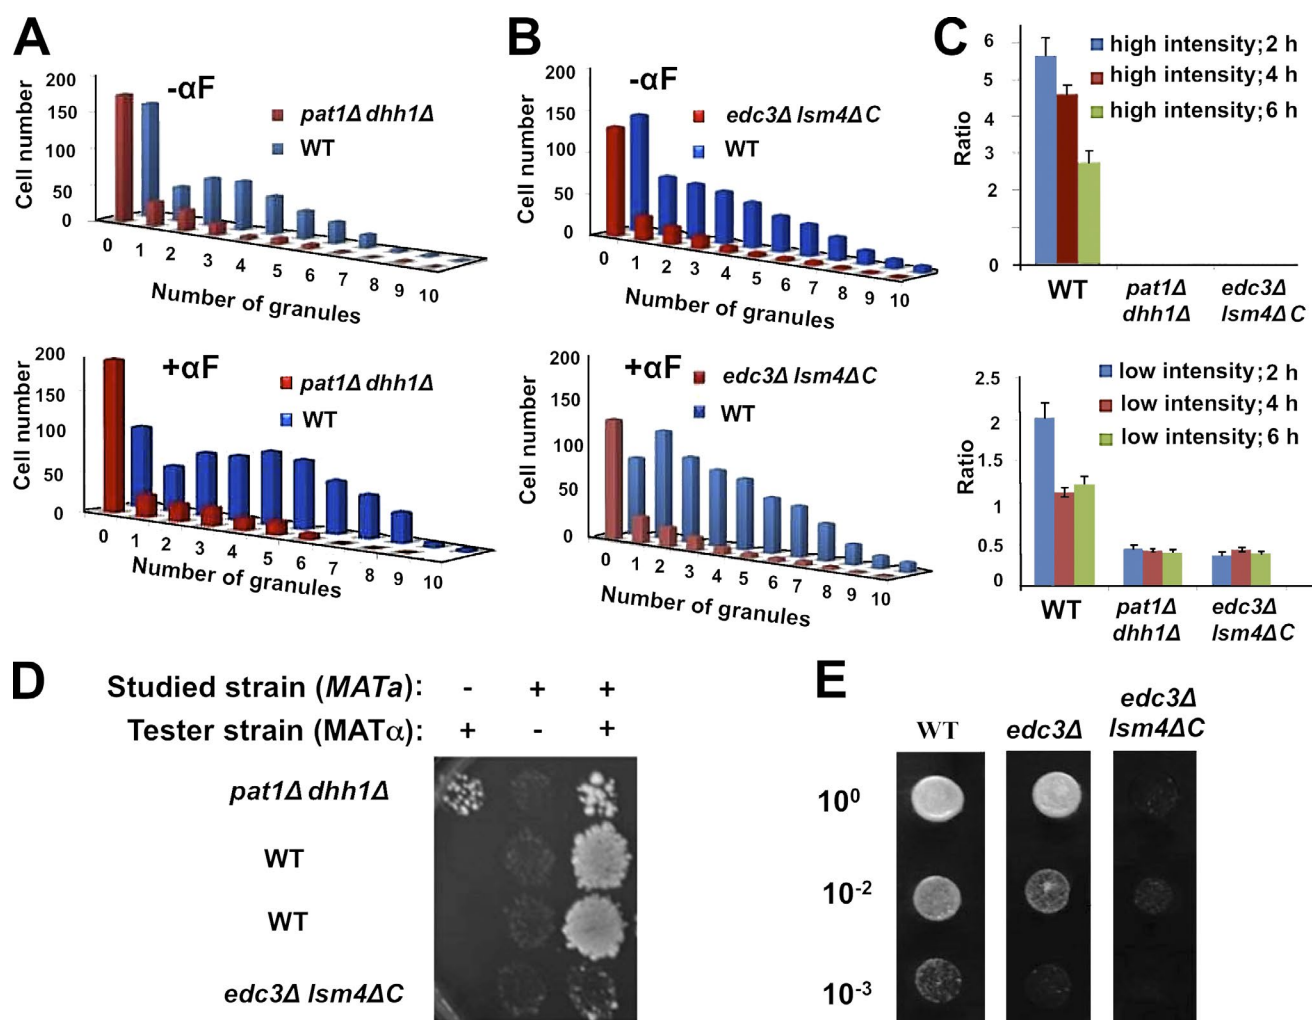 A
-αF
Cell number
200
150
100
50
0
pat1Δ dhh1Δ
WT
0 1 2 3 4 5 6 7 8 9 10
Number of granules
+αF
Cell number
200
150
100
50
0
pat1Δ dhh1Δ
WT
0 1 2 3 4 5 6 7 8 9 10
Number of granules
B
-αF
Cell number
200
150
100
50
0
edc3Δ lsm4ΔC
WT
0 1 2 3 4 5 6 7 8 9 10
Number of granules
+αF
Cell number
200
150
100
50
0
edc3Δ lsm4ΔC
WT
0 1 2 3 4 5 6 7 8 9 10
Number of granules
C
Ratio
6
5
4
3
2
0
high intensity; 2 h
high intensity; 4 h
high intensity; 6 h
WT pat1Δ edc3Δ
dhh1Δ lsm4ΔC
Ratio
2.5
2
1.5
1
0.5
0
low intensity; 2 h
low intensity; 4 h
low intensity; 6 h
WT pat1Δ edc3Δ
dhh1Δ lsm4ΔC
D
Studied strain (MATa): - + +
Tester strain (MATα): + - +
pat1Δ dhh1Δ
WT
WT
edc3Δ lsm4ΔC
E
WT edc3Δ edc3Δ
lsm4ΔC
10⁰
10⁻²
10⁻³